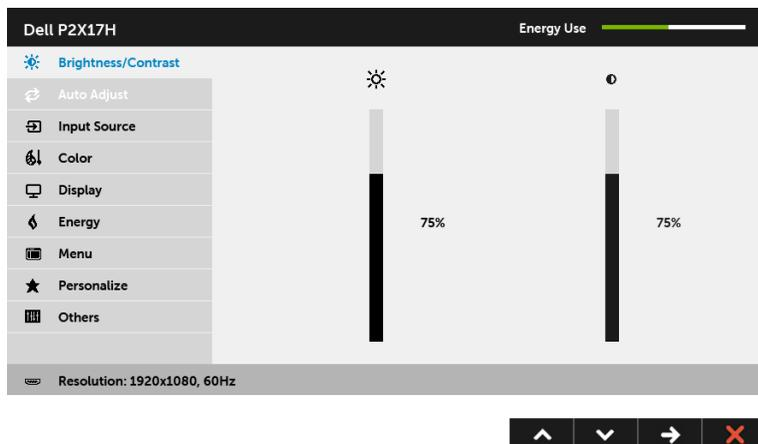 Dell P2X17H
Energy Use
Brightness/Contrast
Auto Adjust
Input Source
Color
Display
Energy
Menu
Personalize
Others
75%
75%
Resolution: 1920x1080, 60Hz